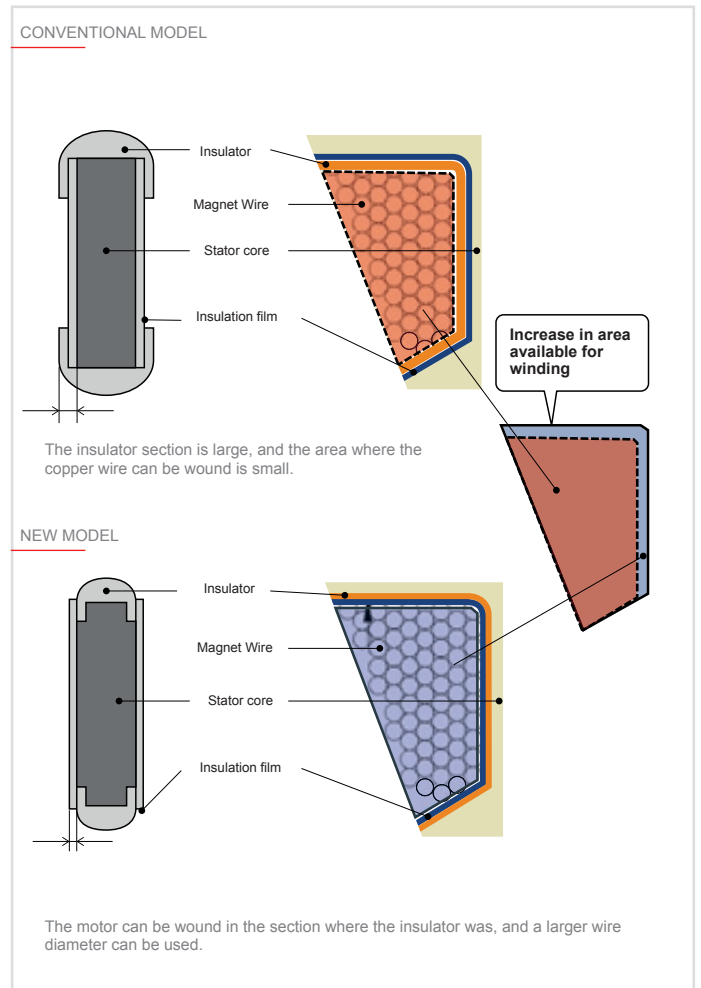 CONVENTIONAL MODEL
Insulator
Magnet Wire
Stator core
Insulation film
Increase in area
available for
winding
The insulator section is large, and the area where the
copper wire can be wound is small.
NEW MODEL
Insulator
Magnet Wire
Stator core
Insulation film
The motor can be wound in the section where the insulator was, and a larger wire
diameter can be used.